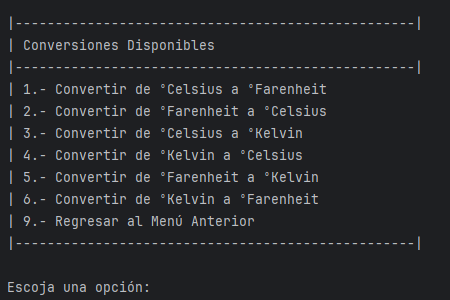 |--------------------------------------------------|
| Conversiones Disponibles
|--------------------------------------------------|
| 1.- Convertir de °Celsius a °Farenheit
| 2.- Convertir de °Farenheit a °Celsius
| 3.- Convertir de °Celsius a °Kelvin
| 4.- Convertir de °Kelvin a °Celsius
| 5.- Convertir de °Farenheit a °Kelvin
| 6.- Convertir de °Kelvin a °Farenheit
| 9.- Regresar al Menú Anterior
|--------------------------------------------------|
Escoja una opción: